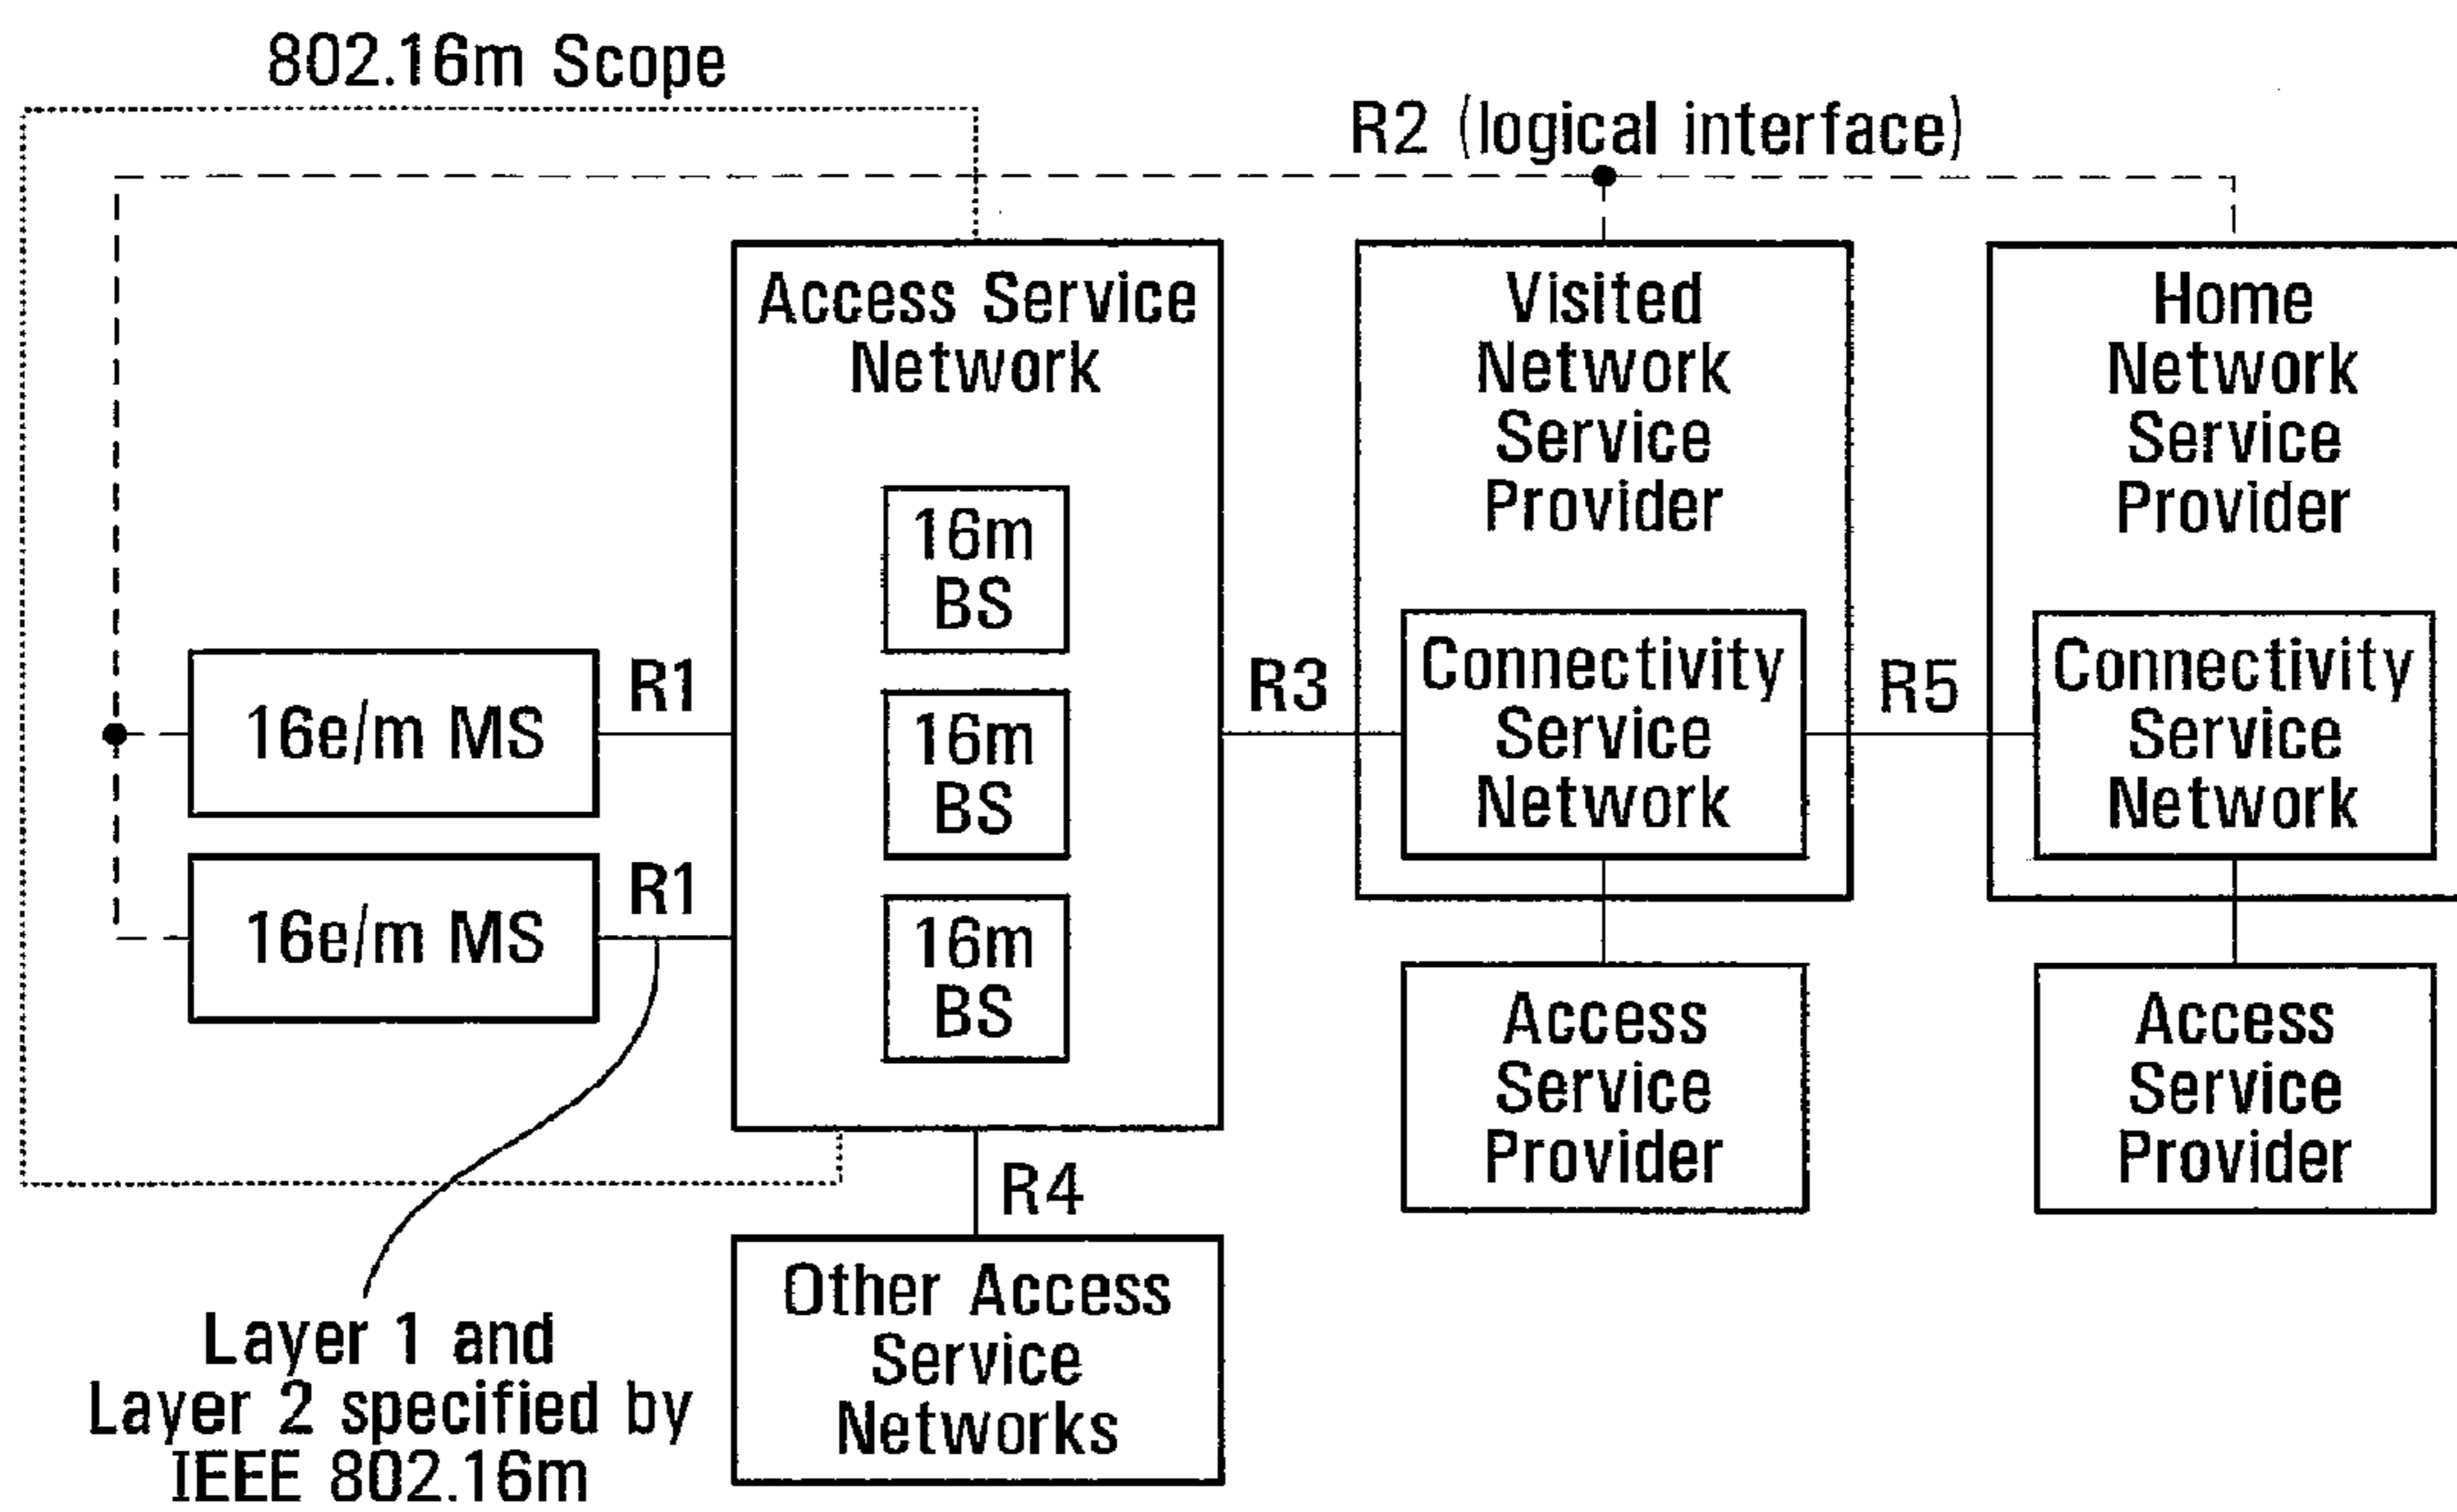 802.16m Scope
R2 (logical interface)
Access Service
Network
16m
BS
16m
BS
16m
BS
Visited
Network
Service
Provider
Home
Network
Service
Provider
16e/m MS
R1
16e/m MS
R1
R3
Connectivity
Service
Network
R5
Connectivity
Service
Network
Access
Service
Provider
Access
Service
Provider
R4
Other Access
Service
Networks
Layer 1 and
Layer 2 specified by
IEEE 802.16m